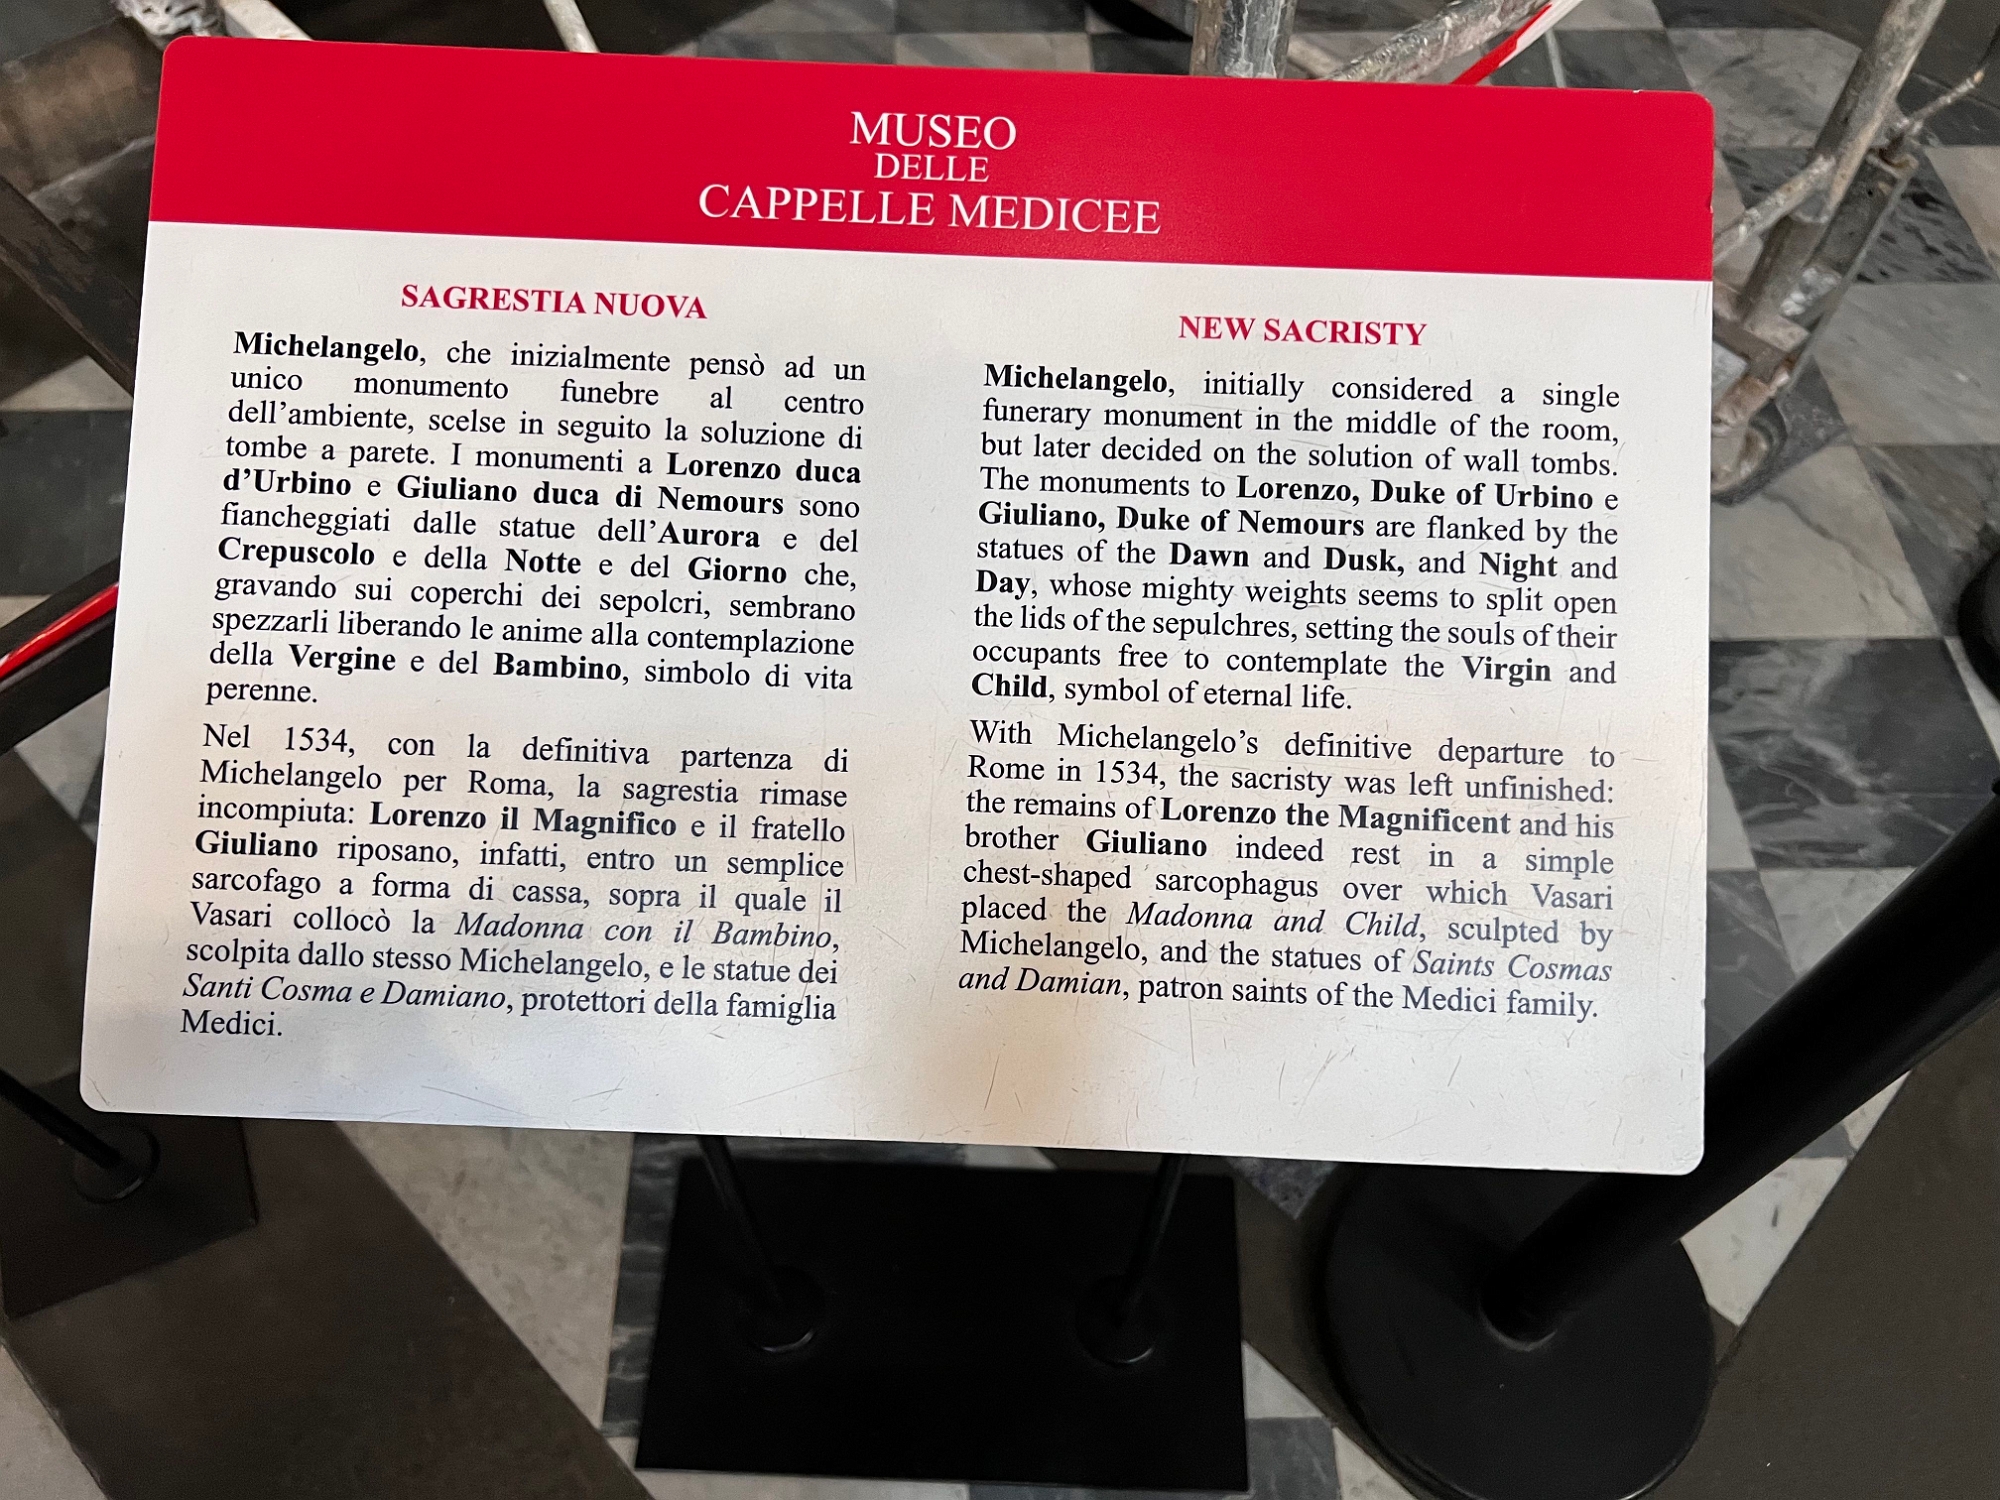 MUSEO
DELLE
CAPPELLE MEDICEE
SAGRESTIA NUOVA
Michelangelo, che inizialmente pensò ad un
unico monumento funebre al centro
dell’ambiente, scelse in seguito la soluzione di
tombe a parete. I monumenti a Lorenzo duca
d’Urbino e Giuliano duca di Nemours sono
fiancheggiati dalle statue dell’Aurora e del
Crepuscolo e della Notte e del Giorno che,
gravando sui coperchi dei sepolcri, sembrano
spezzarli liberando le anime alla contemplazione
della Vergine e del Bambino, simbolo di vita
perenne.
Nel 1534, con la definitiva partenza di
Michelangelo per Roma, la sagrestia rimase
incompiuta: Lorenzo il Magnifico e il fratello
Giuliano riposano, infatti, entro un semplice
sarcofago a forma di cassa, sopra il quale il
Vasari collocò la Madonna con il Bambino,
scolpita dallo stesso Michelangelo, e le statue dei
Santi Cosma e Damiano, protettori della famiglia
Medici.
NEW SACRISTY
Michelangelo, initially considered a single
funerary monument in the middle of the room,
but later decided on the solution of wall tombs.
The monuments to Lorenzo, Duke of Urbino e
Giuliano, Duke of Nemours are flanked by the
statues of the Dawn and Dusk, and Night and
Day, whose mighty weights seems to split open
the lids of the sepulchres, setting the souls of their
occupants free to contemplate the Virgin and
Child, symbol of eternal life.
With Michelangelo’s definitive departure to
Rome in 1534, the sacristy was left unfinished:
the remains of Lorenzo the Magnificent and his
brother Giuliano indeed rest in a simple
chest-shaped sarcophagus over which Vasari
placed the Madonna and Child, sculpted by
Michelangelo, and the statues of Saints Cosmas
and Damian, patron saints of the Medici family.